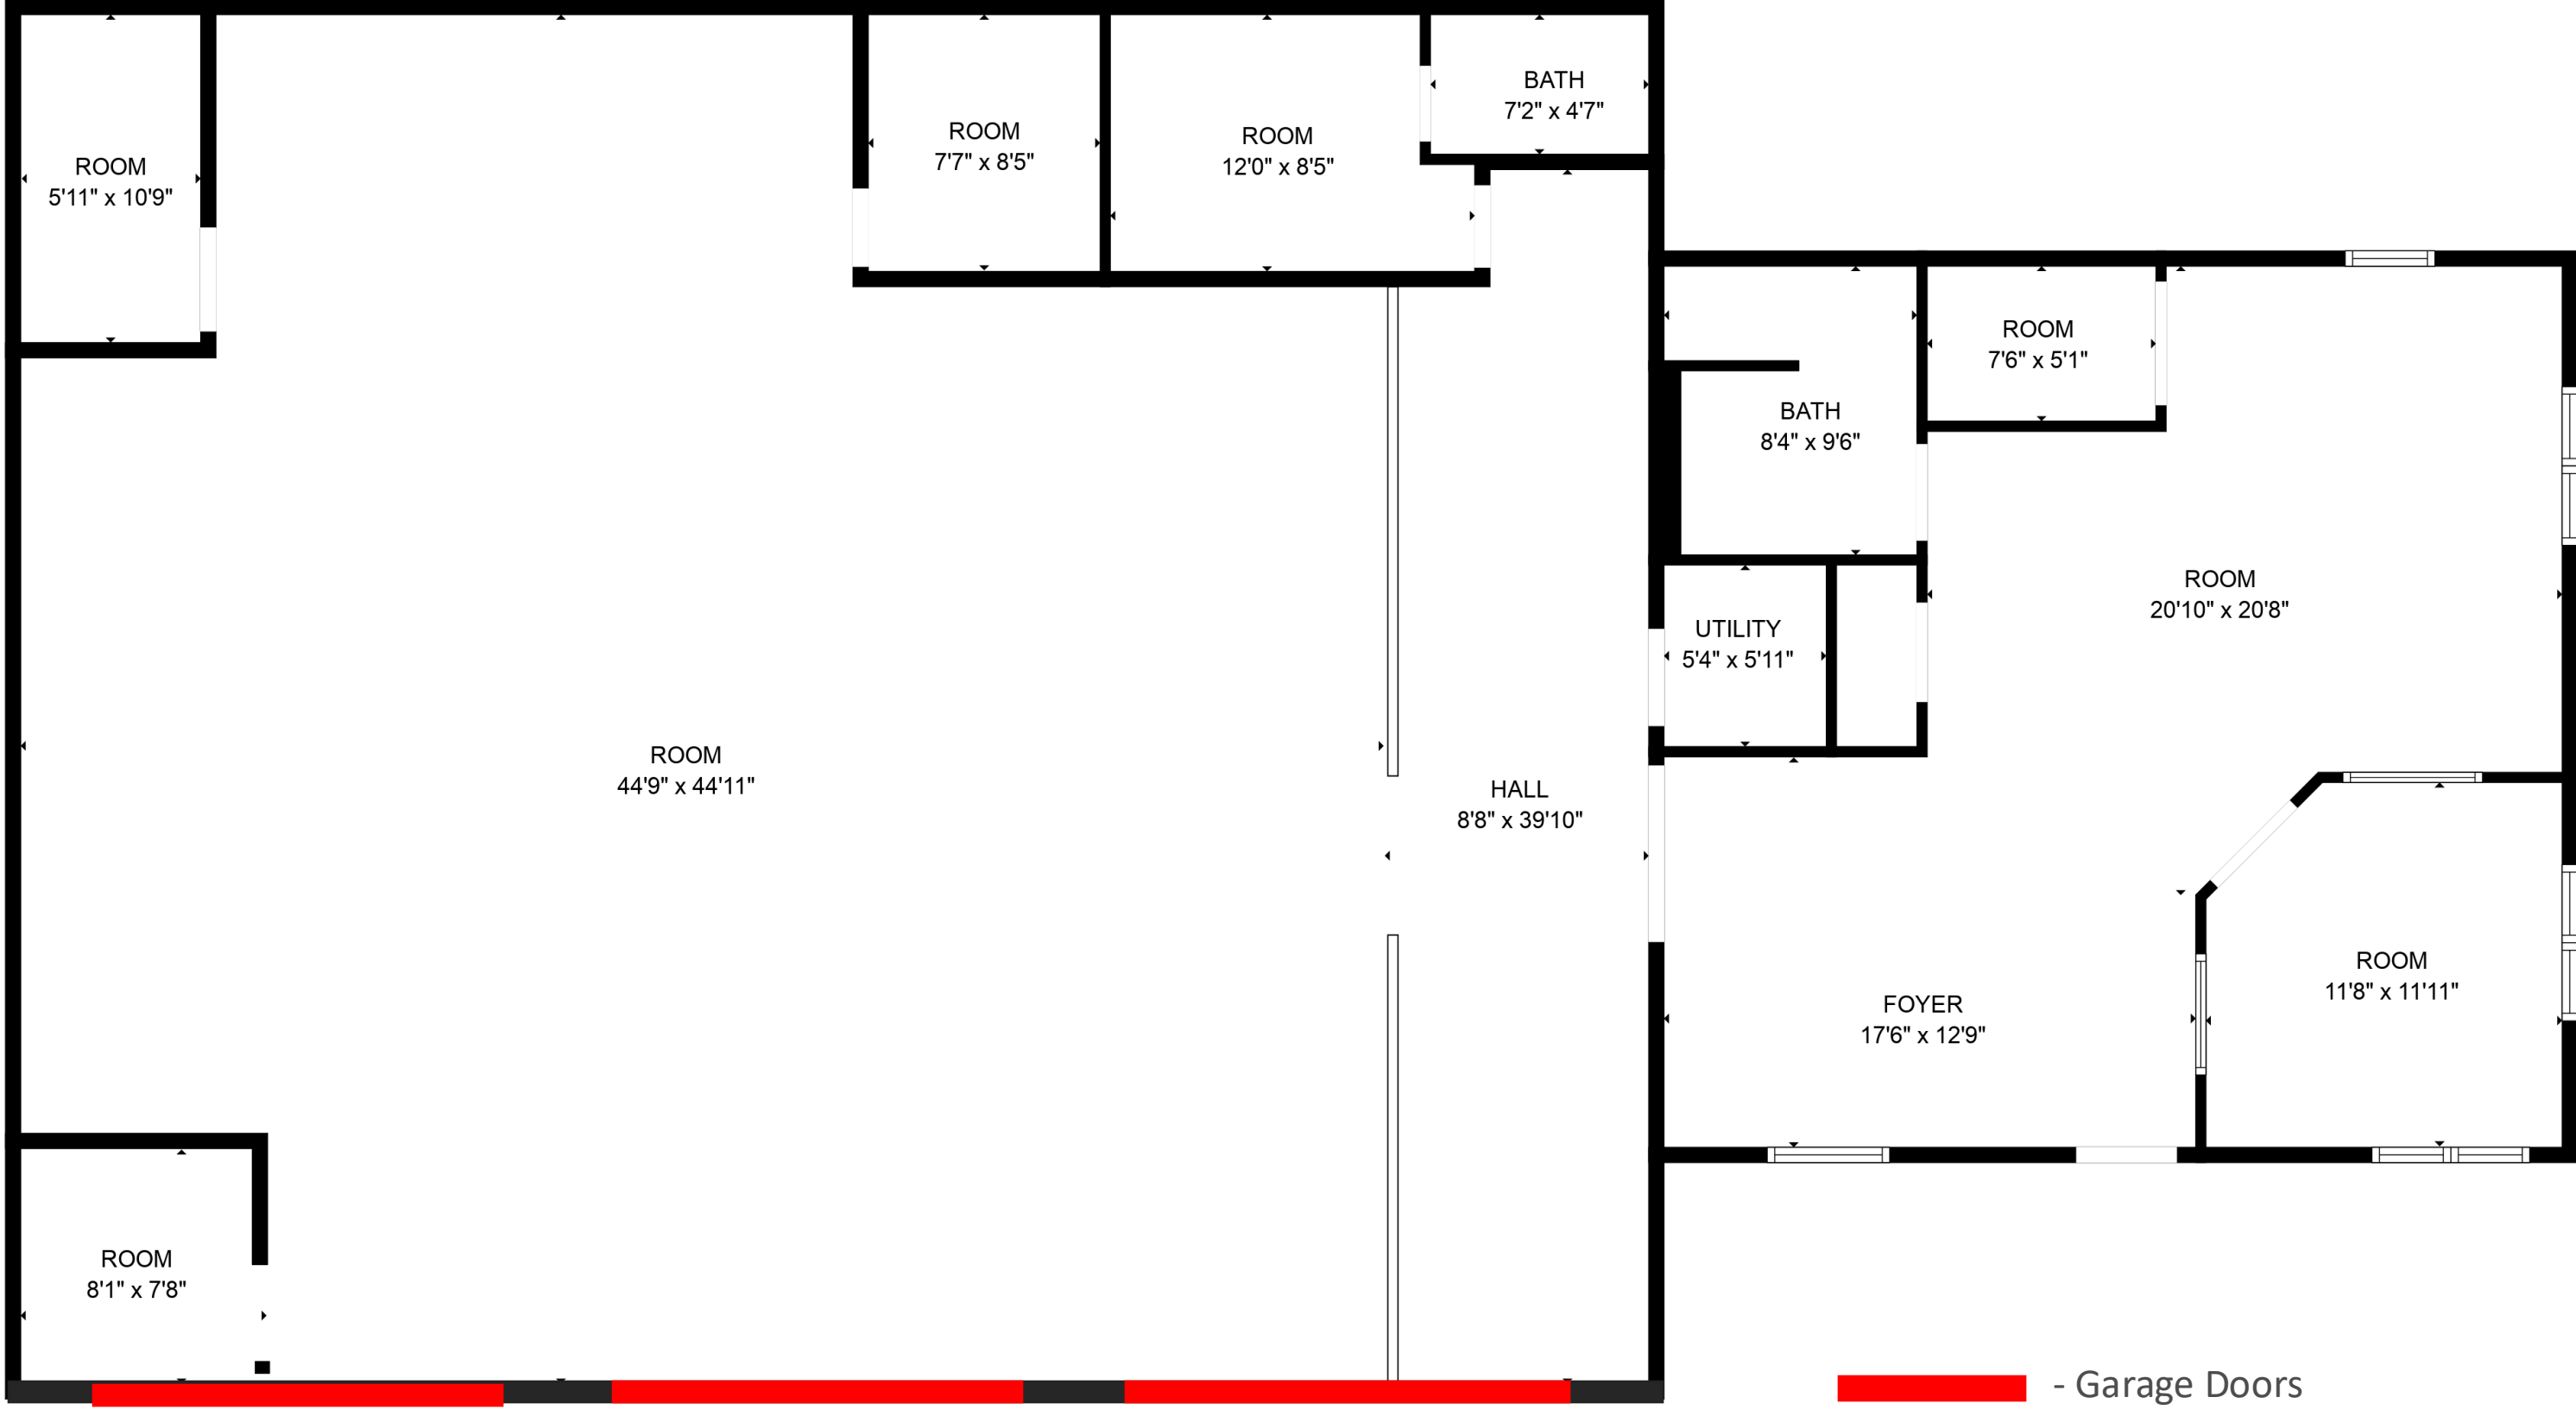 ROOM
5'11" x 10'9"
ROOM
7'7" x 8'5"
ROOM
12'0" x 8'5"
BATH
7'2" x 4'7"
BATH
8'4" x 9'6"
ROOM
7'6" x 5'1"
ROOM
20'10" x 20'8"
UTILITY
5'4" x 5'11"
ROOM
44'9" x 44'11"
HALL
8'8" x 39'10"
FOYER
17'6" x 12'9"
ROOM
11'8" x 11'11"
ROOM
8'1" x 7'8"
- Garage Doors